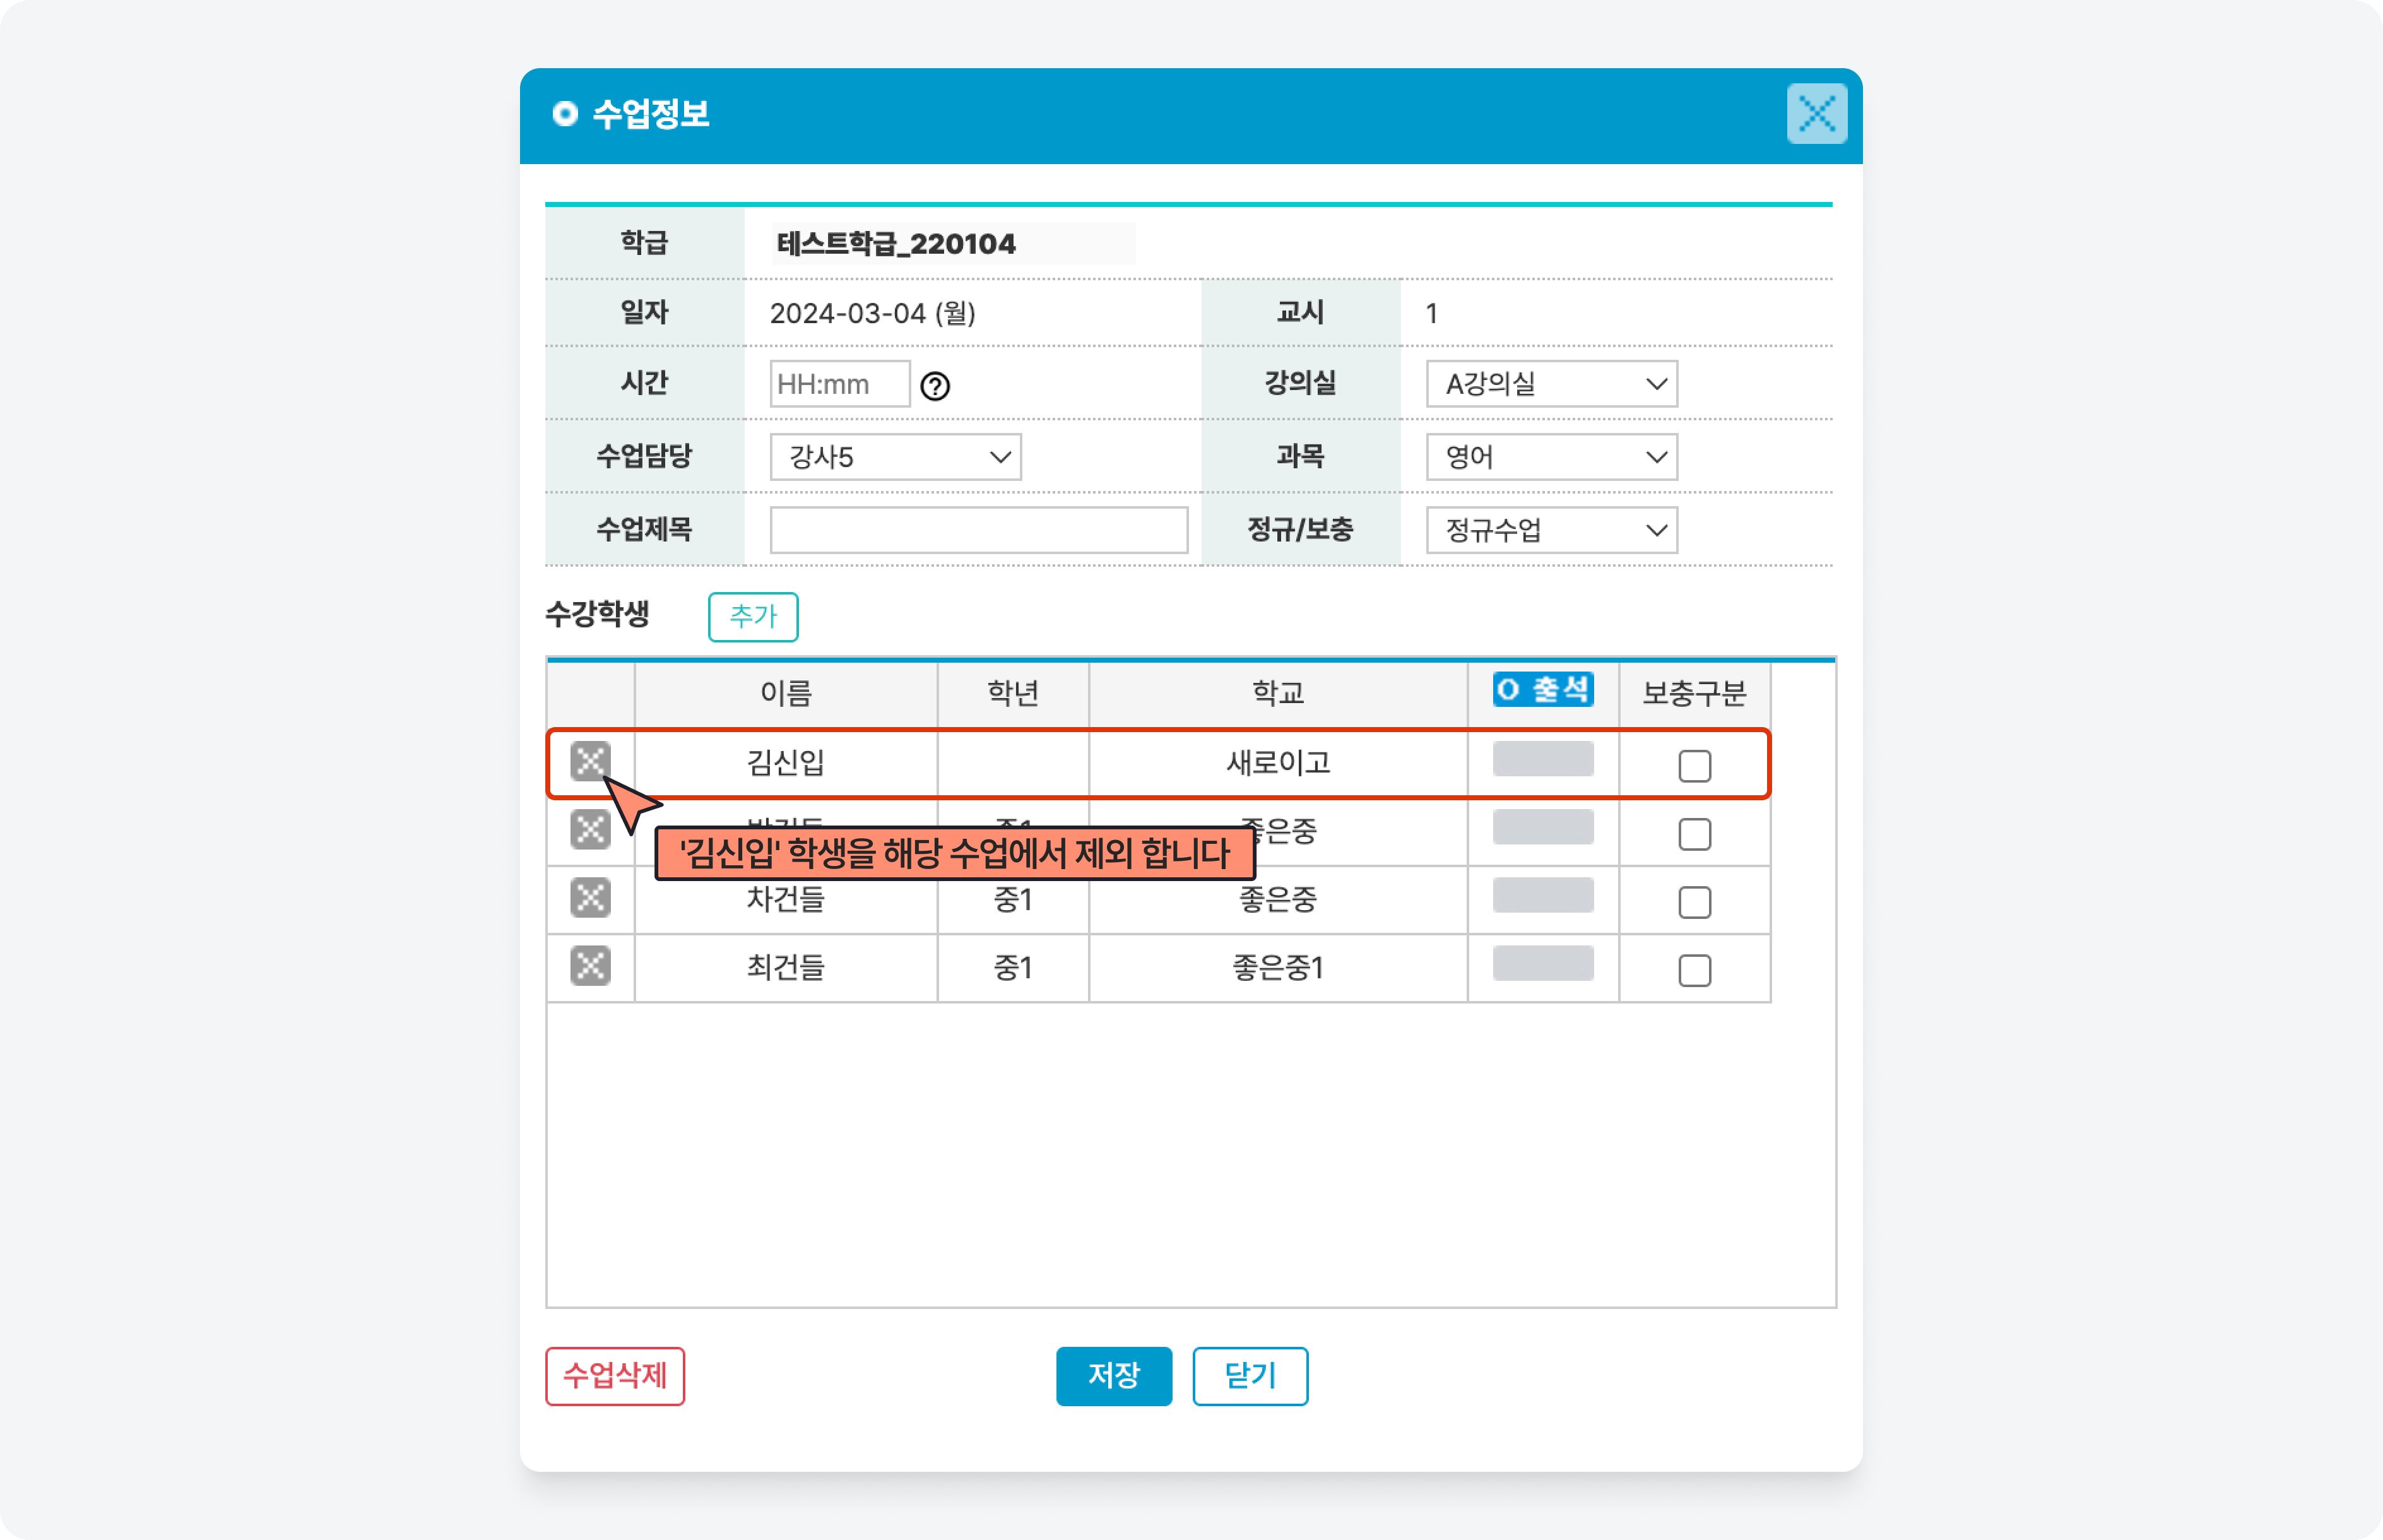 수업정보
학급 테스트학급_220104
일자 2024-03-04 (월) 교시 1
시간 HH:mm ? 강의실 A강의실
수업담당 강사5 과목 영어
수업제목 정규/보충 정규수업
수강학생 추가
이름 학년 학교 O 출석 보충구분
김신입 새로이고
좋은중
'김신입' 학생을 해당 수업에서 제외 합니다
차건들 중1 좋은중
최건들 중1 좋은중1
수업삭제 저장 닫기